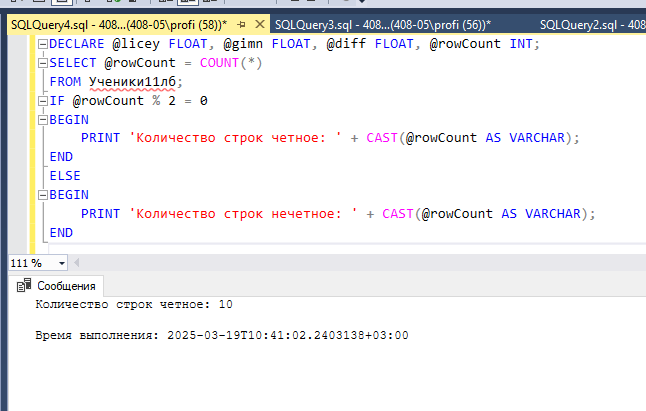 SQLQuery4.sql - 408...(408-05\profi (58))* SQLQuery3.sql - 408...(408-05\profi (56))* SQLQuery2.sql - 408
DECLARE @licey FLOAT, @gimn FLOAT, @diff FLOAT, @rowCount INT;
SELECT @rowCount = COUNT(*)
FROM Ученики11лб;
IF @rowCount % 2 = 0
BEGIN
PRINT 'Количество строк четное: ' + CAST(@rowCount AS VARCHAR);
END
ELSE
BEGIN
PRINT 'Количество строк нечетное: ' + CAST(@rowCount AS VARCHAR);
END
111 %
Сообщения
Количество строк четное: 10
Время выполнения: 2025-03-19T10:41:02.2403138+03:00